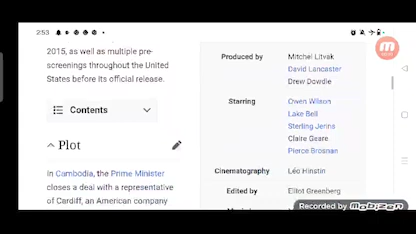 2:53
2015, as well as multiple pre-
screenings throughout the
United States before its official release.
Contents
Plot
In Cambodia, the Prime Minister
closes a deal with a representative
of Cardiff, an American company
Produced by
Mitchel Litvak
David Lancaster
Drew Dowdle
Starring
Owen Wilson
Lake Bell
Sterling Jerins
Claire Geare
Pierce Brosnan
Cinematography
Léo Hinstin
Edited by
Elliot Greenberg
Recorded by Mobizen